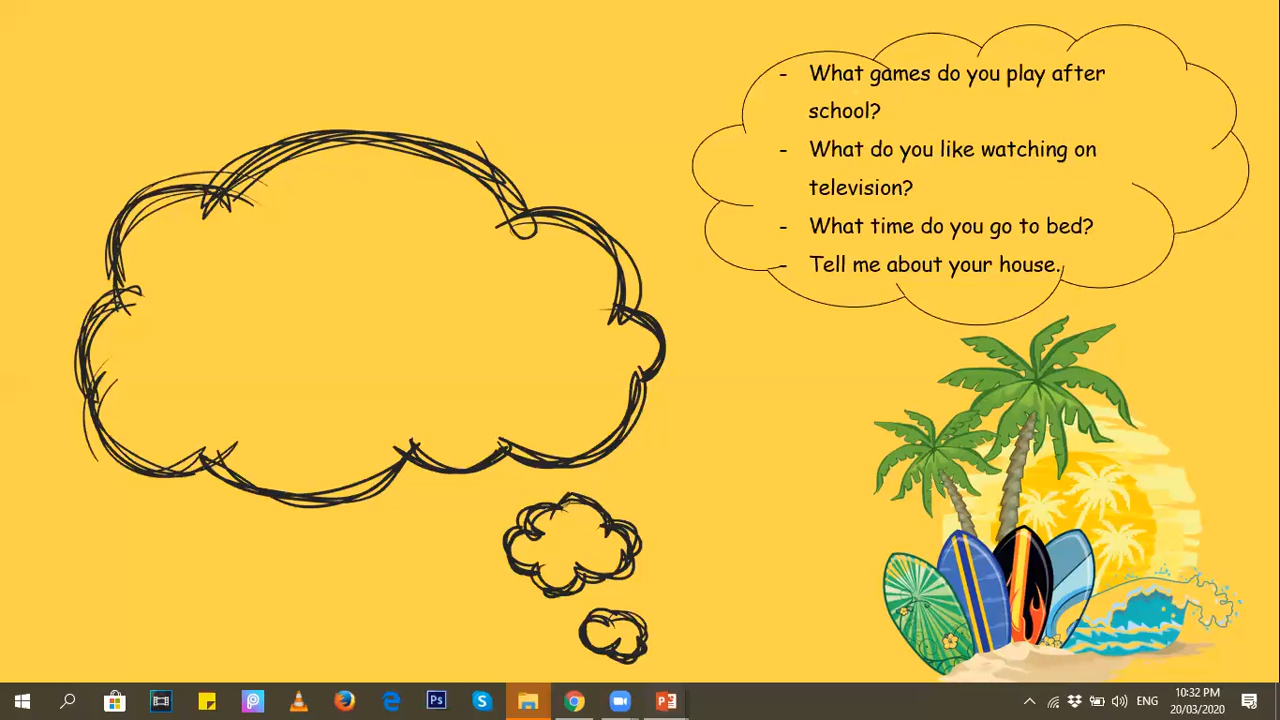 - What games do you play after
school?
- What do you like watching on
television?
- What time do you go to bed?
- Tell me about your house.
Ps
ENG
10:32 PM
20/03/2020